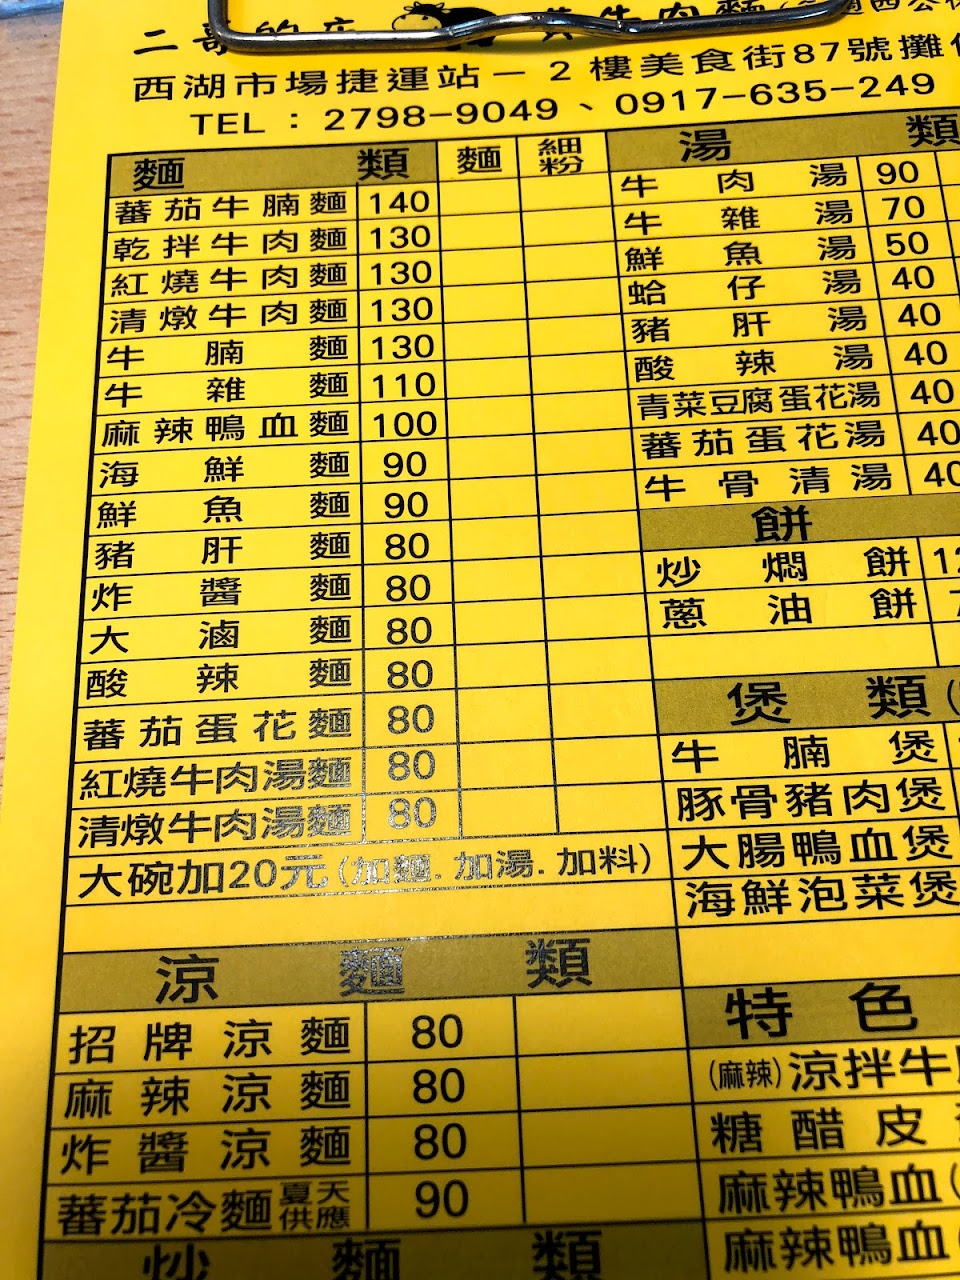 二哥的店 黃牛肉麵
西湖市場捷運站－2樓美食街87號攤
TEL：2798-9049、0917-635-249
麵類 麵 細粉
蕃茄牛腩麵 140
乾拌牛肉麵 130
紅燒牛肉麵 130
清燉牛肉麵 130
牛腩麵 130
牛雜麵 110
麻辣鴨血麵 100
海鮮麵 90
鮮魚麵 90
豬肝麵 80
炸醬麵 80
大滷麵 80
酸辣麵 80
蕃茄蛋花麵 80
紅燒牛肉湯麵 80
清燉牛肉湯麵 80
大碗加20元(加麵.加湯.加料)
涼麵類
招牌涼麵 80
麻辣涼麵 80
炸醬涼麵 80
蕃茄冷麵 夏天供應 90
炒麵類
湯類
牛肉湯 90
牛雜湯 70
鮮魚湯 50
蛤仔湯 40
豬肝湯 40
酸辣湯 40
青菜豆腐蛋花湯 40
蕃茄蛋花湯 40
牛骨清湯 40
餅
炒燜餅
蔥油餅
煲類
牛腩煲
豚骨豬肉煲
大腸鴨血煲
海鮮泡菜煲
特色
(麻辣)涼拌牛
糖醋皮
麻辣鴨血
麻辣鴨血